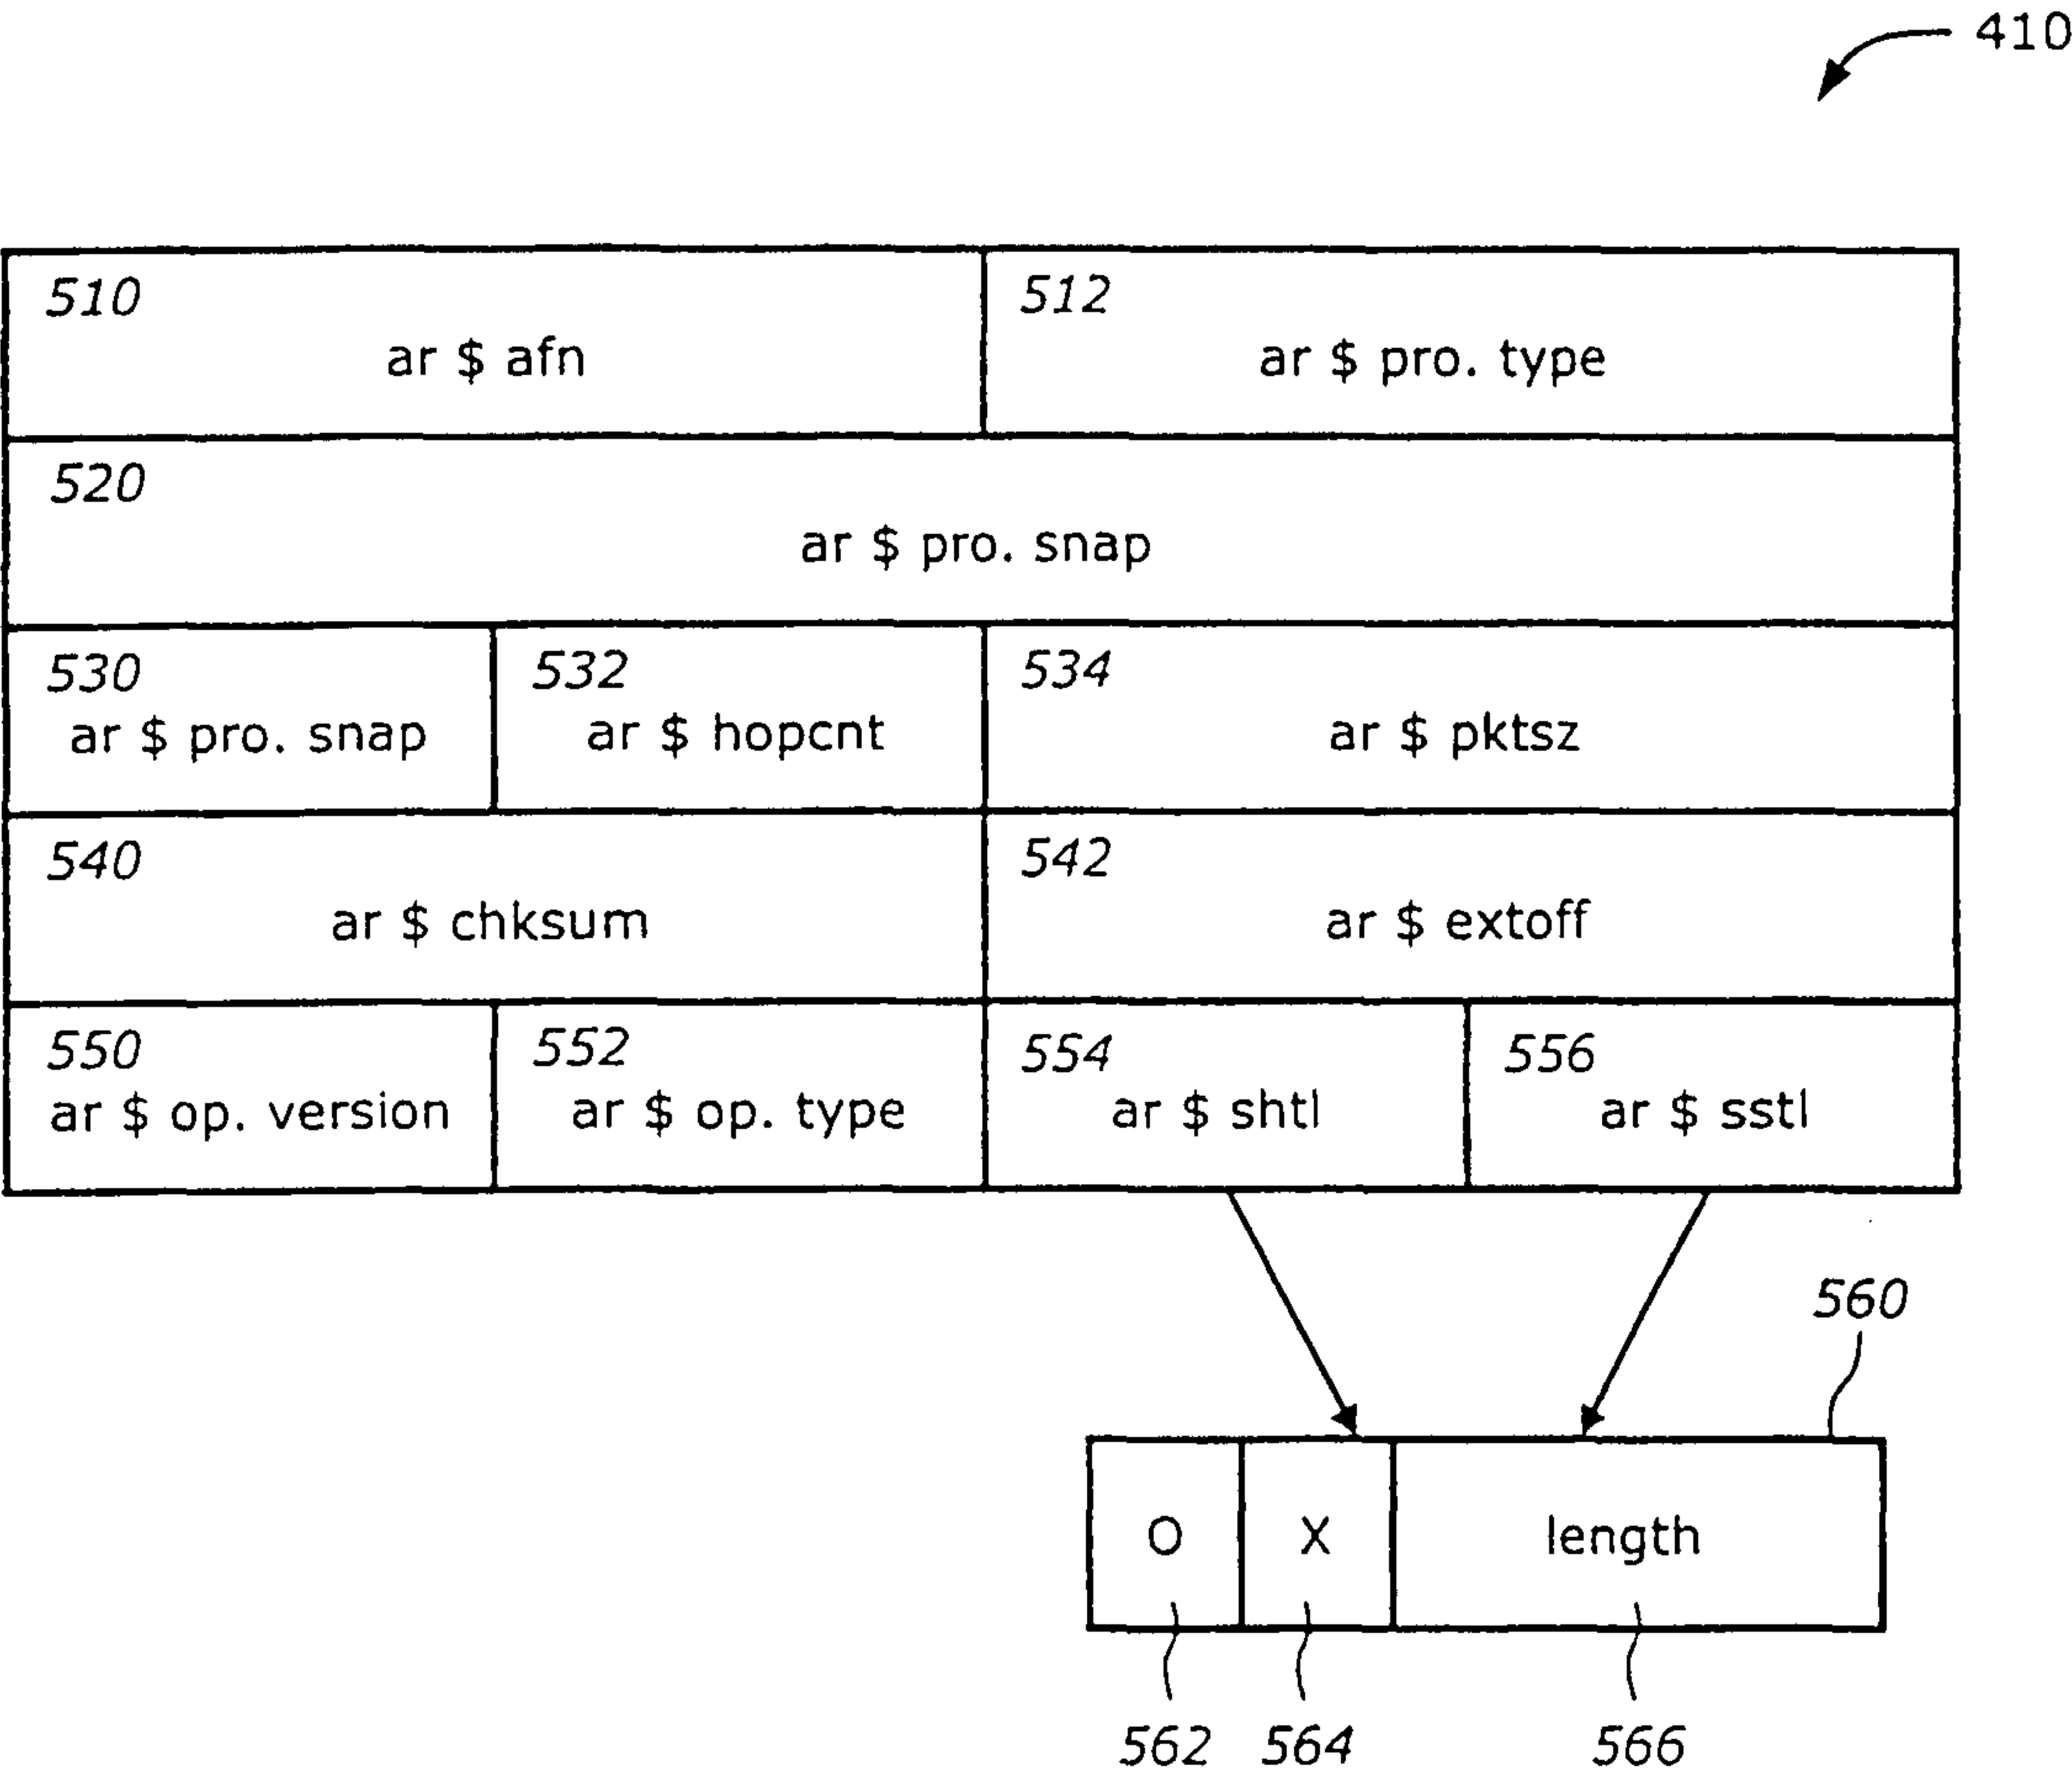 410
510 512
ar $ afn ar $ pro. type
520
ar $ pro. snap
530 532 534
ar $ pro. snap ar $ hopcnt ar $ pktsz
540 542
ar $ chksum ar $ extoff
550 552 554 556
ar $ op. version ar $ op. type ar $ shtl ar $ sstl
560
O X length
562 564 566